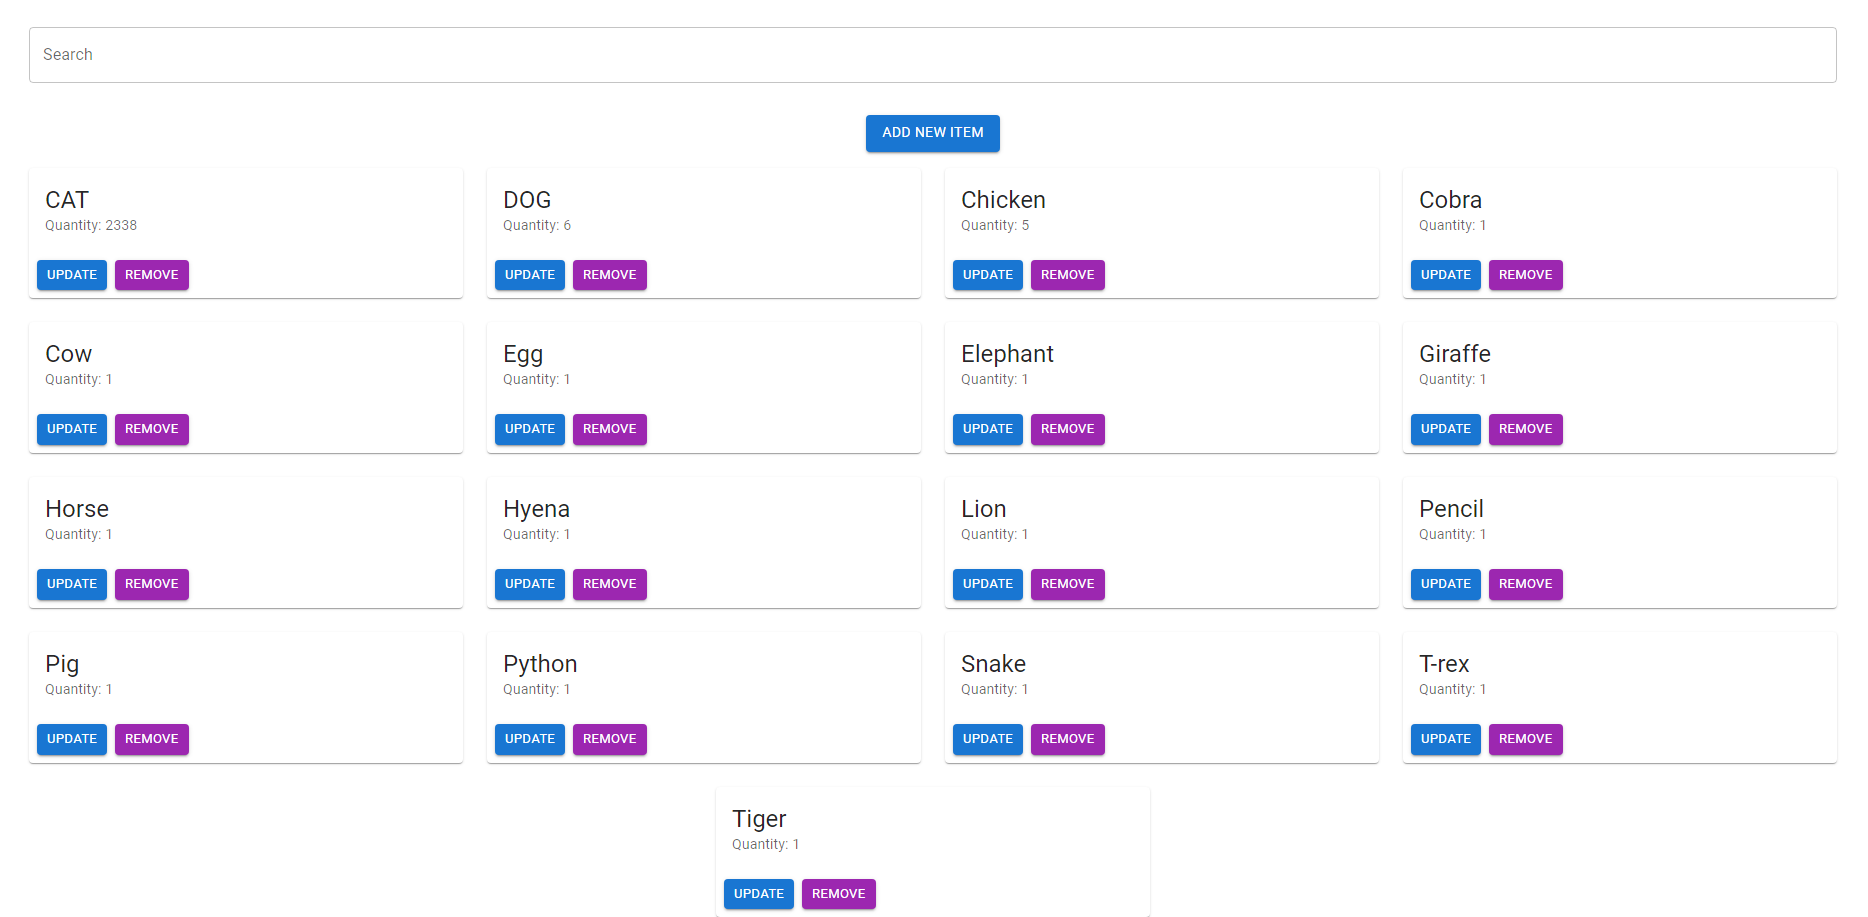 Search
ADD NEW ITEM
CAT
Quantity: 2338
UPDATE REMOVE
DOG
Quantity: 6
UPDATE REMOVE
Chicken
Quantity: 5
UPDATE REMOVE
Cobra
Quantity: 1
UPDATE REMOVE
Cow
Quantity: 1
UPDATE REMOVE
Egg
Quantity: 1
UPDATE REMOVE
Elephant
Quantity: 1
UPDATE REMOVE
Giraffe
Quantity: 1
UPDATE REMOVE
Horse
Quantity: 1
UPDATE REMOVE
Hyena
Quantity: 1
UPDATE REMOVE
Lion
Quantity: 1
UPDATE REMOVE
Pencil
Quantity: 1
UPDATE REMOVE
Pig
Quantity: 1
UPDATE REMOVE
Python
Quantity: 1
UPDATE REMOVE
Snake
Quantity: 1
UPDATE REMOVE
T-rex
Quantity: 1
UPDATE REMOVE
Tiger
Quantity: 1
UPDATE REMOVE